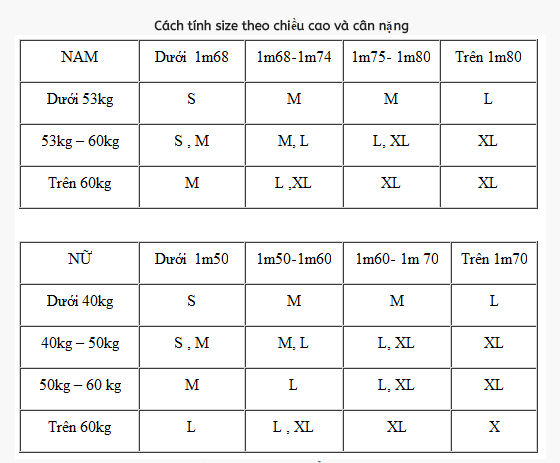 Cách tính size theo chiều cao và cân nặng
NAM Dưới 1m68 1m68-1m74 1m75- 1m80 Trên 1m80
Dưới 53kg S M M L
53kg – 60kg S , M M, L L, XL XL
Trên 60kg M L ,XL XL XL
NỮ Dưới 1m50 1m50-1m60 1m60- 1m 70 Trên 1m70
Dưới 40kg S M M L
40kg – 50kg S , M M, L L, XL XL
50kg – 60 kg M L L, XL XL
Trên 60kg L L , XL XL X